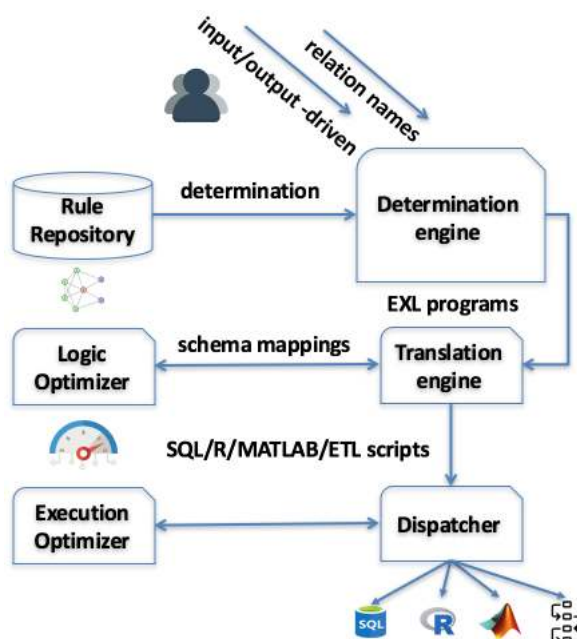 input/output -driven
relation names
determination
Rule
Repository
Determination
engine
EXL programs
schema mappings
Logic
Optimizer
Translation
engine
SQL/R/MATLAB/ETL scripts
Execution
Optimizer
Dispatcher
SQL
R